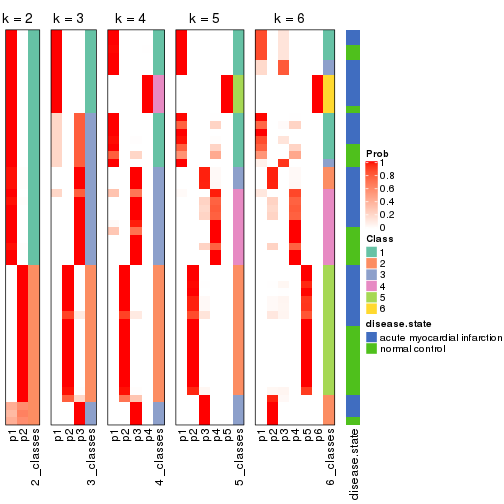 k = 2 k = 3 k = 4 k = 5 k = 6
Prob
1
0.8
0.6
0.4
0.2
0
Class
1
2
3
4
5
6
disease.state
acute myocardial infarction
normal control
p1 p2 2_classes p1 p2 p3 3_classes p1 p2 p3 p4 4_classes p1 p2 p3 p4 p5 5_classes p1 p2 p3 p4 p5 p6 6_classes disease.state